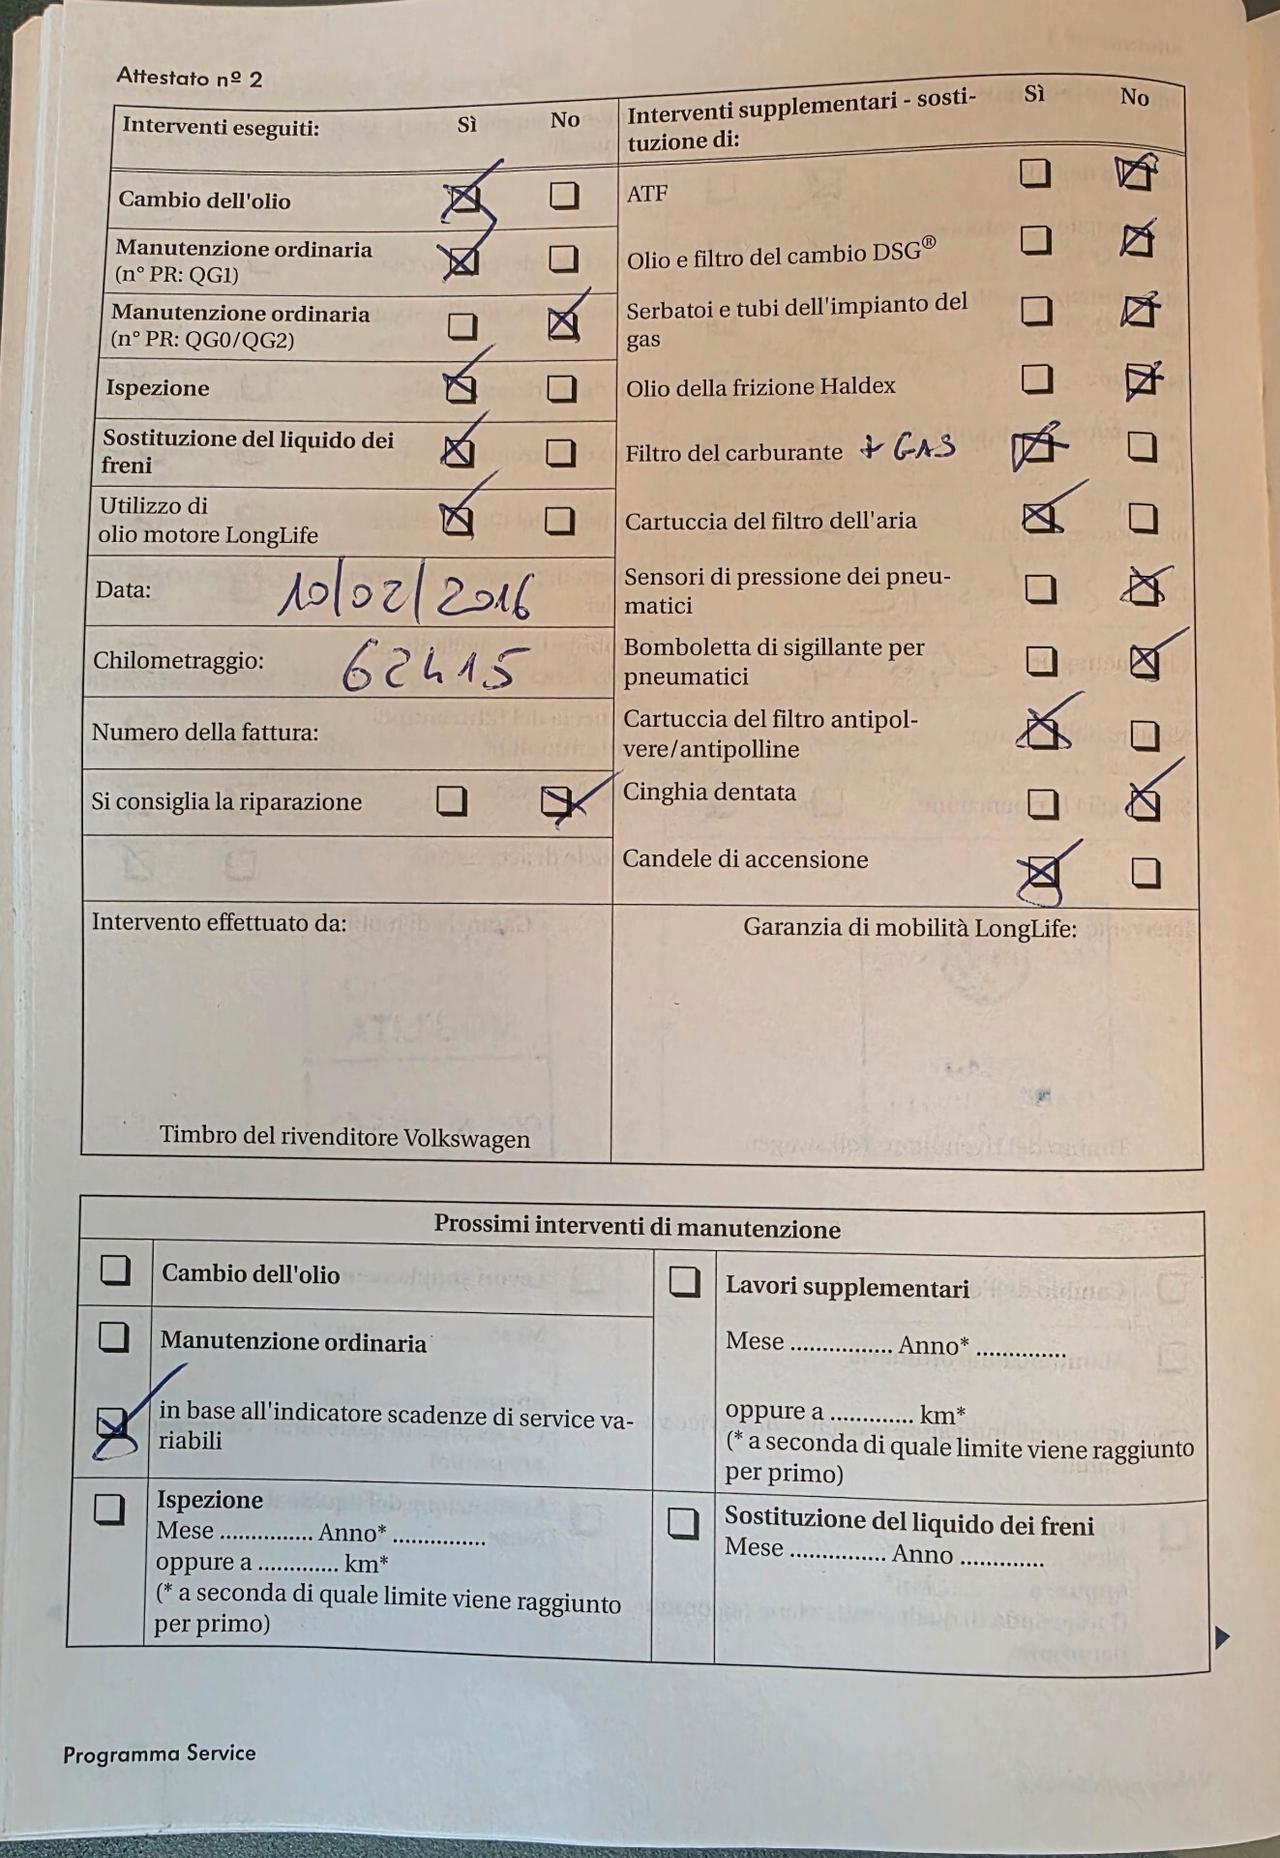 Attestato nº 2
Interventi eseguiti: Sì No
Cambio dell'olio
Manutenzione ordinaria
(n° PR: QG1)
Manutenzione ordinaria
(n° PR: QG0/QG2)
Ispezione
Sostituzione del liquido dei
freni
Utilizzo di
olio motore LongLife
Data: 10/02/2016
Chilometraggio: 62415
Numero della fattura:
Si consiglia la riparazione
Interventi supplementari - sosti-
tuzione di: Sì No
ATF
Olio e filtro del cambio DSG®
Serbatoi e tubi dell'impianto del
gas
Olio della frizione Haldex
Filtro del carburante + GAS
Cartuccia del filtro dell'aria
Sensori di pressione dei pneu-
matici
Bomboletta di sigillante per
pneumatici
Cartuccia del filtro antipol-
vere/antipolline
Cinghia dentata
Candele di accensione
Intervento effettuato da:
Timbro del rivenditore Volkswagen
Garanzia di mobilità LongLife:
Prossimi interventi di manutenzione
Cambio dell'olio
Manutenzione ordinaria
in base all'indicatore scadenze di service va-
riabili
Ispezione
Mese ............... Anno* ...............
oppure a ............. km*
(* a seconda di quale limite viene raggiunto
per primo)
Lavori supplementari
Mese ................ Anno* ..............
oppure a ............. km*
(* a seconda di quale limite viene raggiunto
per primo)
Sostituzione del liquido dei freni
Mese ............... Anno .............
Programma Service